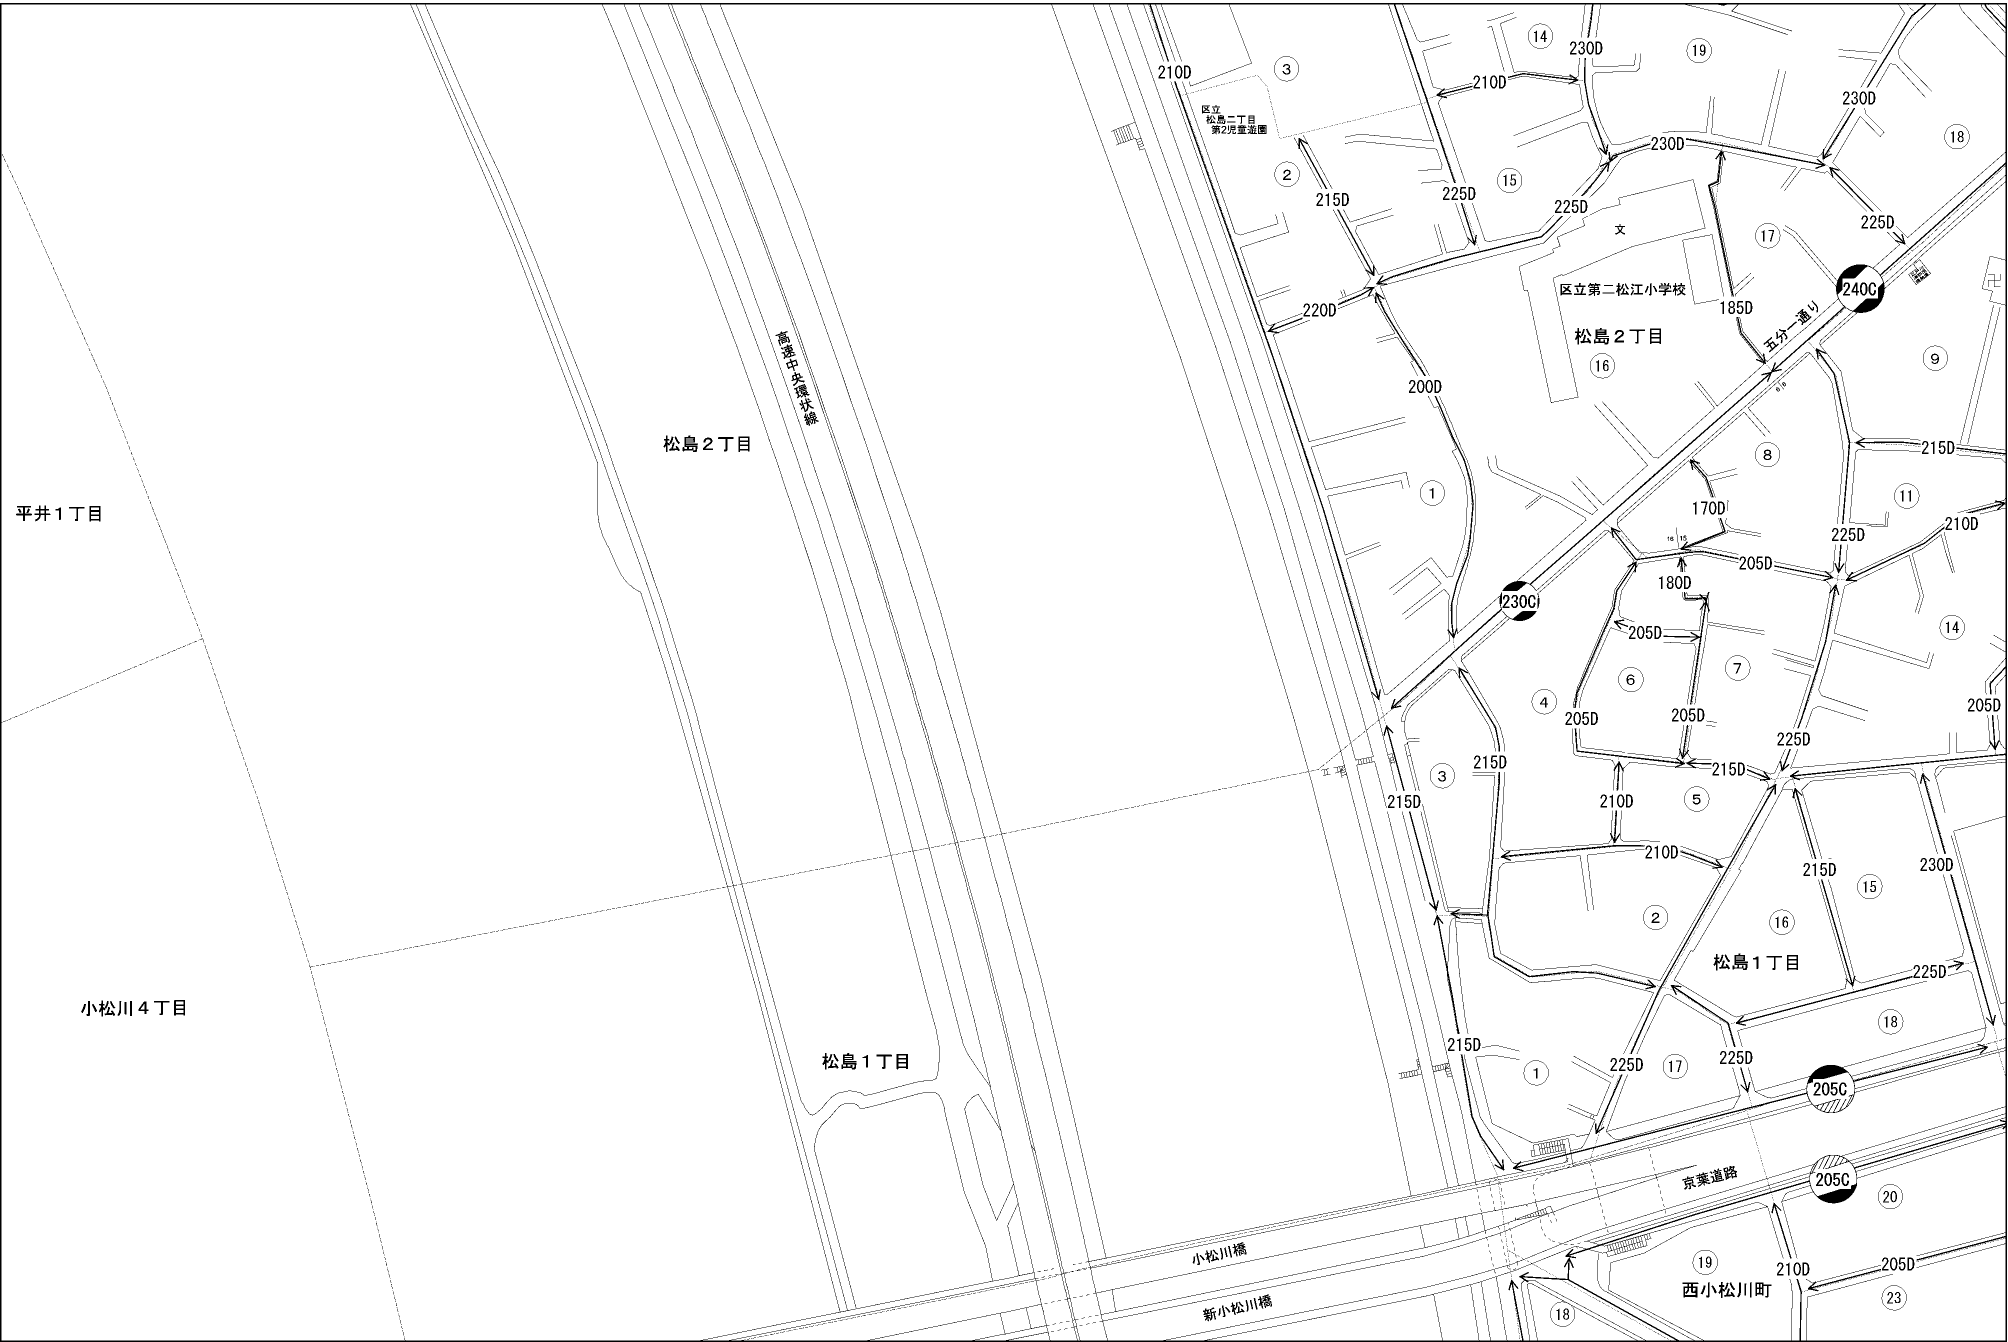 14
230D
19
3
210D
210D
230D
区立
松島二丁目
第2児童遊園
18
230D
2
15
215D
225D
225D
文
17
225D
区立第二松江小学校
240C
220D
185D
五分一通り
高速中央環状線
松島2丁目
16
9
200D
松島2丁目
8
215D
1
11
170D
平井1丁目
210D
225D
16
15
205D
180D
230C
14
205D
7
6
4
205D
205D
205D
225D
215D
215D
3
5
215D
210D
210D
215D
230D
15
2
16
松島1丁目
225D
小松川4丁目
18
215D
松島1丁目
225D
225D
17
1
205C
京葉道路
205C
20
小松川橋
19
205D
210D
西小松川町
23
新小松川橋
18